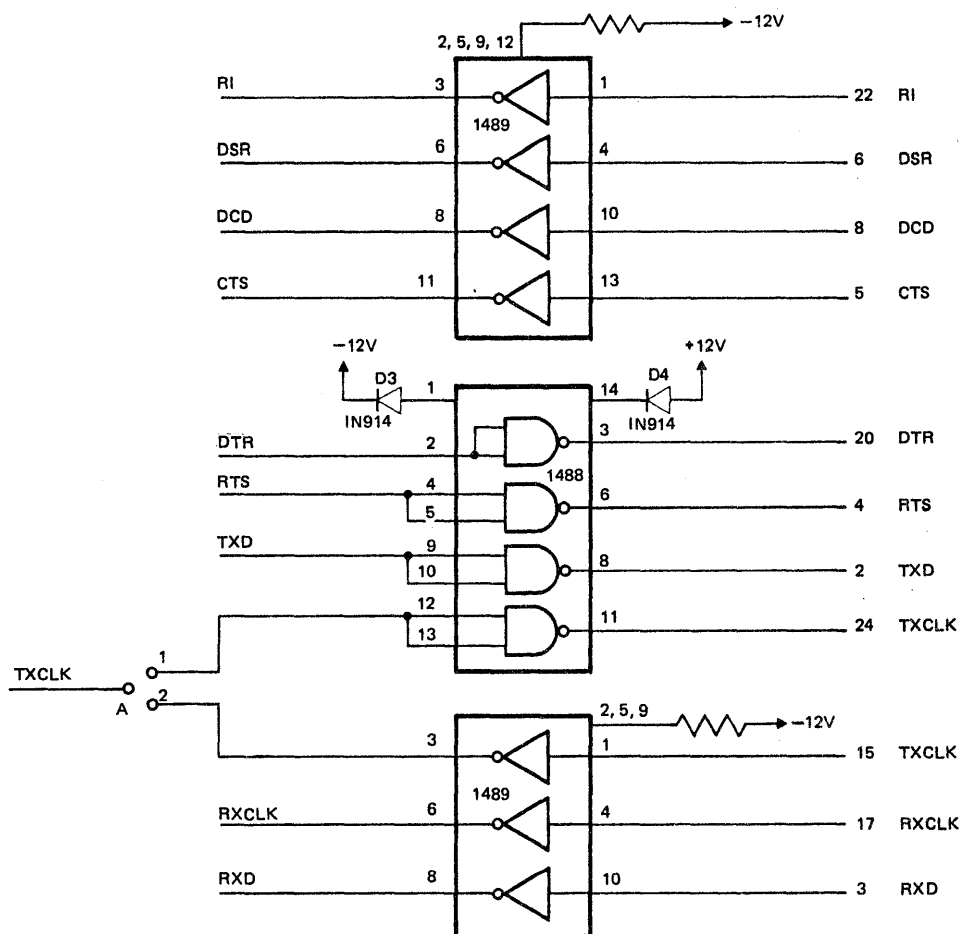 2, 5, 9, 12 −12V
RI 3 1 22 RI
1489
DSR 6 4 6 DSR
DCD 8 10 8 DCD
CTS 11 13 5 CTS
−12V +12V
D3 1 14 D4
IN914 IN914
DTR 2 3 20 DTR
1488
RTS 4 6 4 RTS
5
TXD 9 8 2 TXD
10
12 11 24 TXCLK
13
TXCLK 1
A 2
2, 5, 9 −12V
3 1 15 TXCLK
1489
RXCLK 6 4 17 RXCLK
RXD 8 10 3 RXD